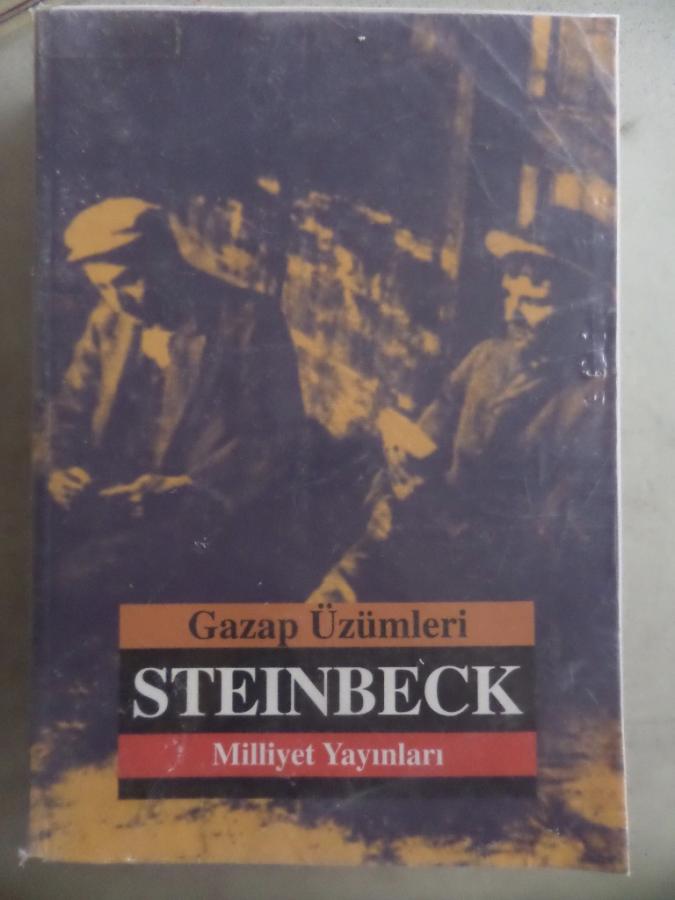 Gazap Üzümleri
STEINBECK
Milliyet Yayınları